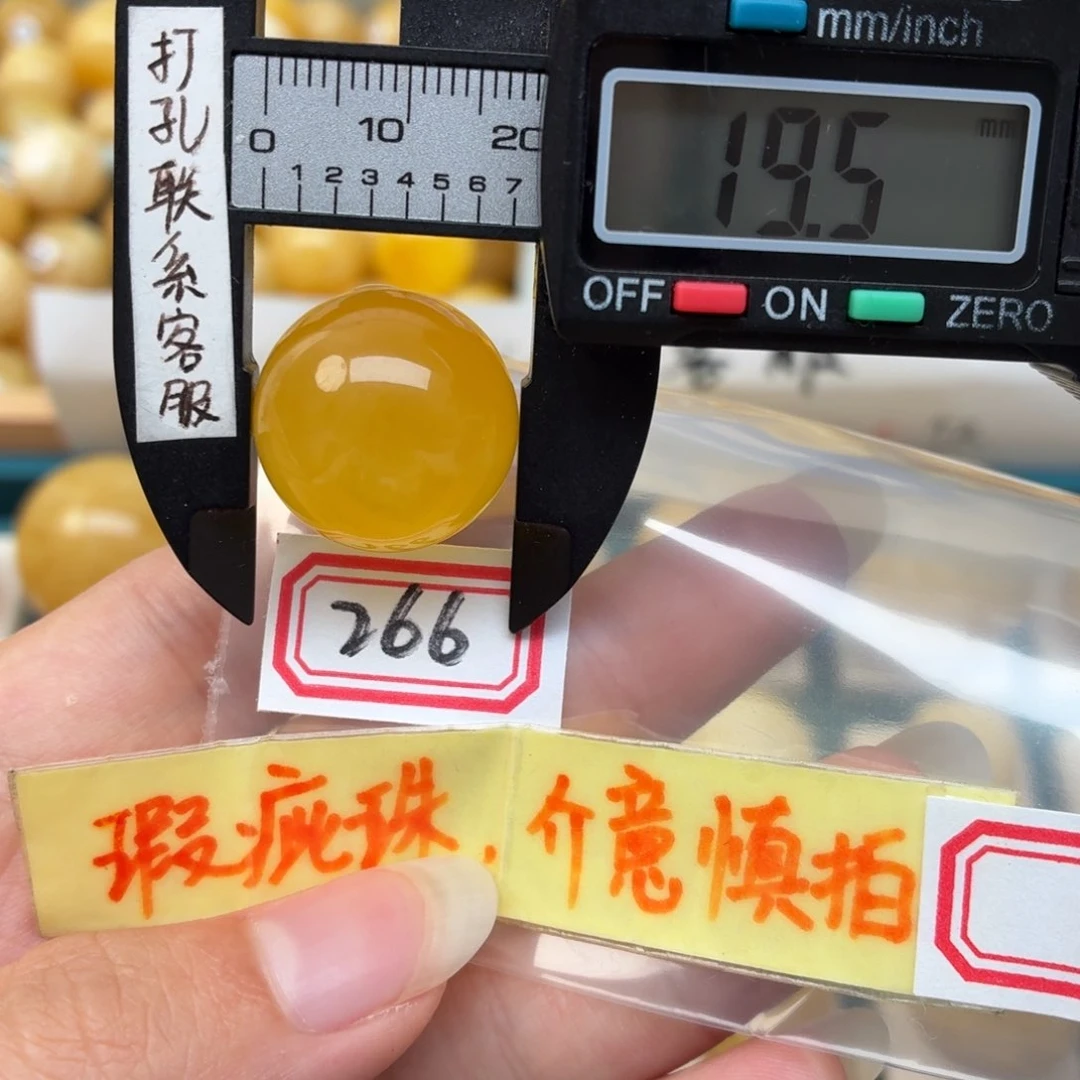 打孔联系客服
mm/inch
0 10 20
1 2 3 4 5 6 7
19.5 mm
OFF ON ZERO
266
瑕疵珠，介意慎拍